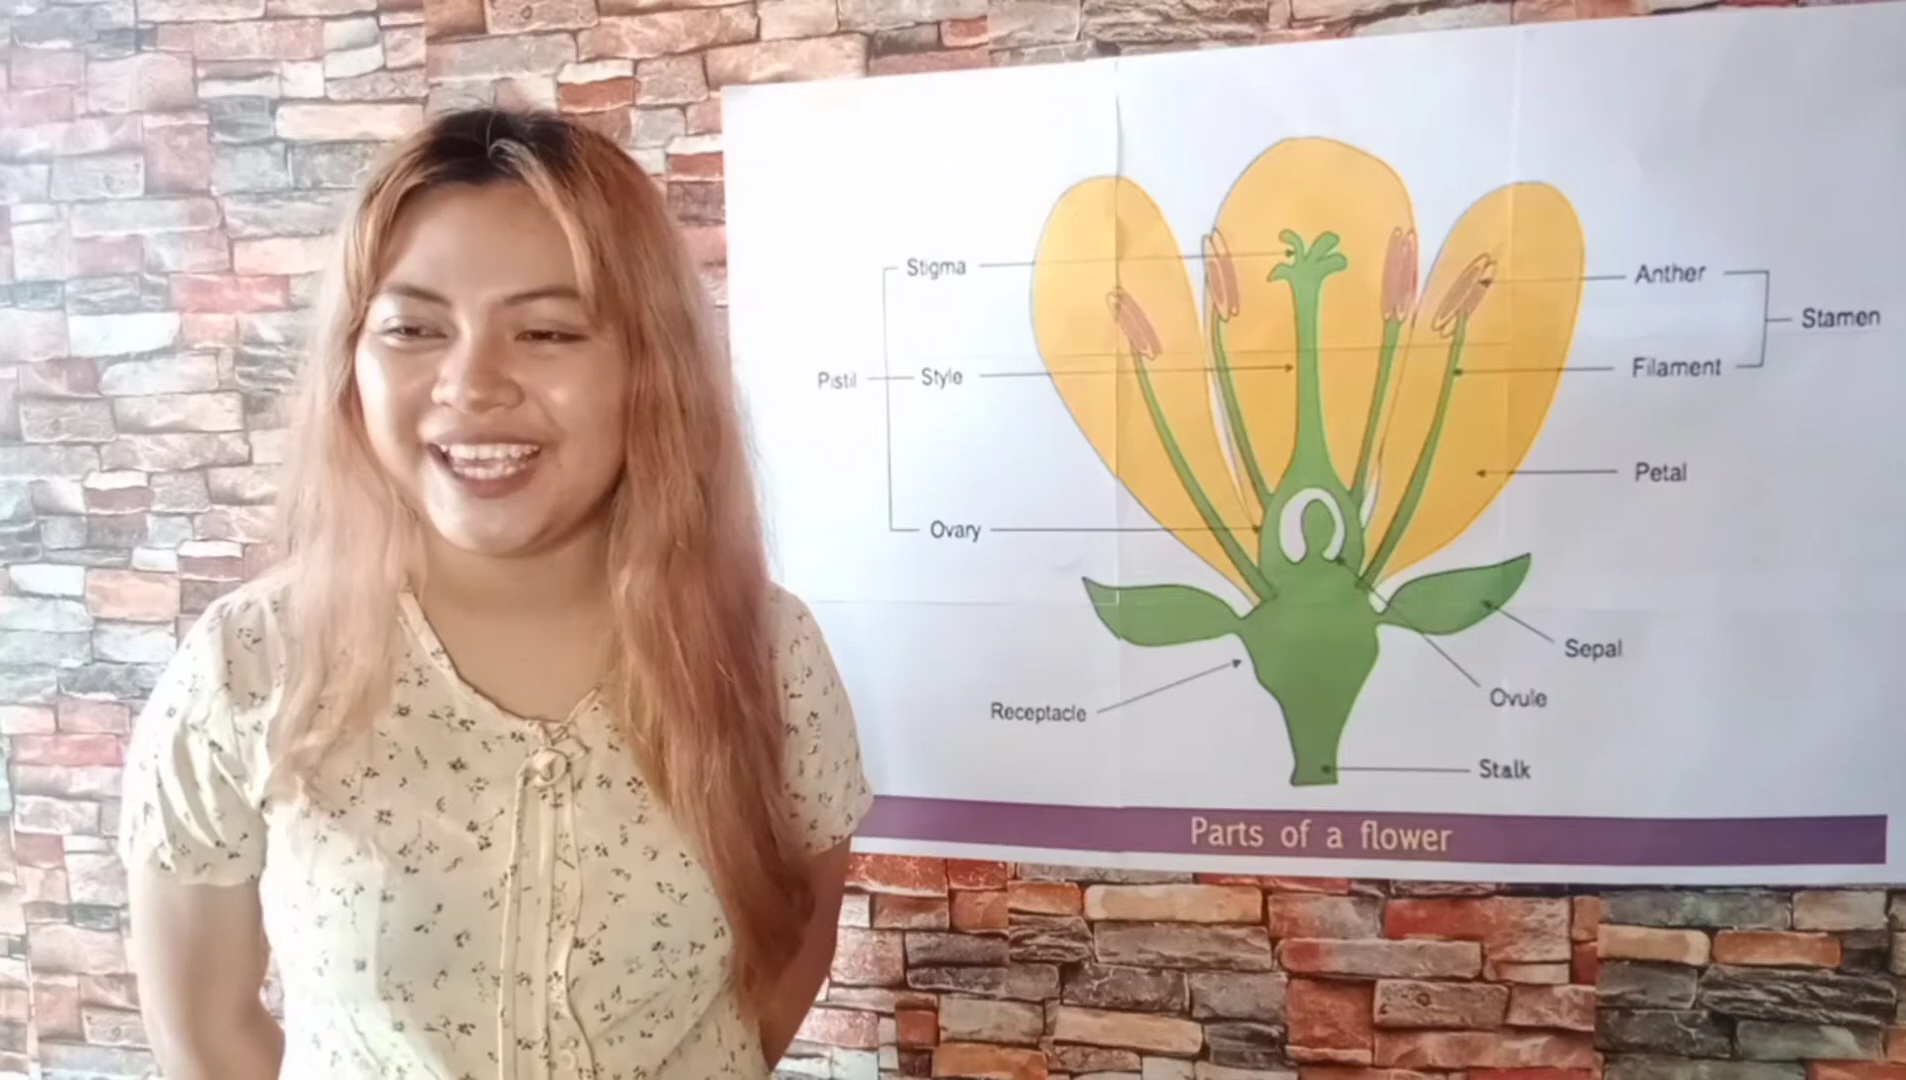 Stigma
Anther
Stamen
Pistil
Style
Filament
Petal
Ovary
Sepal
Ovule
Receptacle
Stalk
Parts of a flower